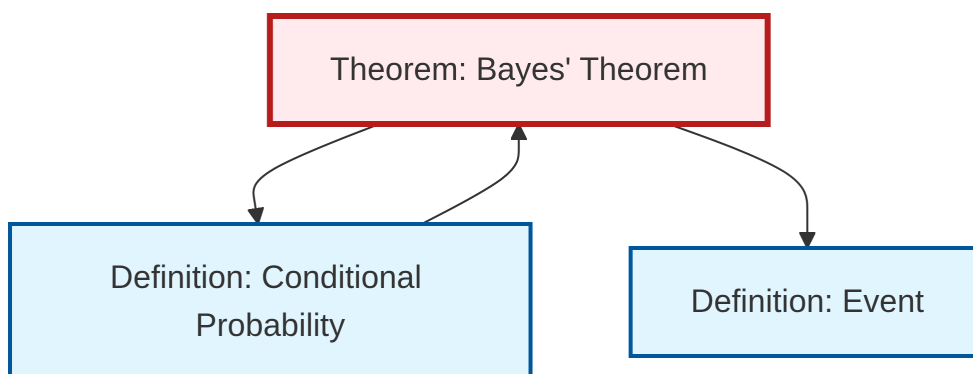 Theorem: Bayes' Theorem
Definition: Conditional
Probability
Definition: Event